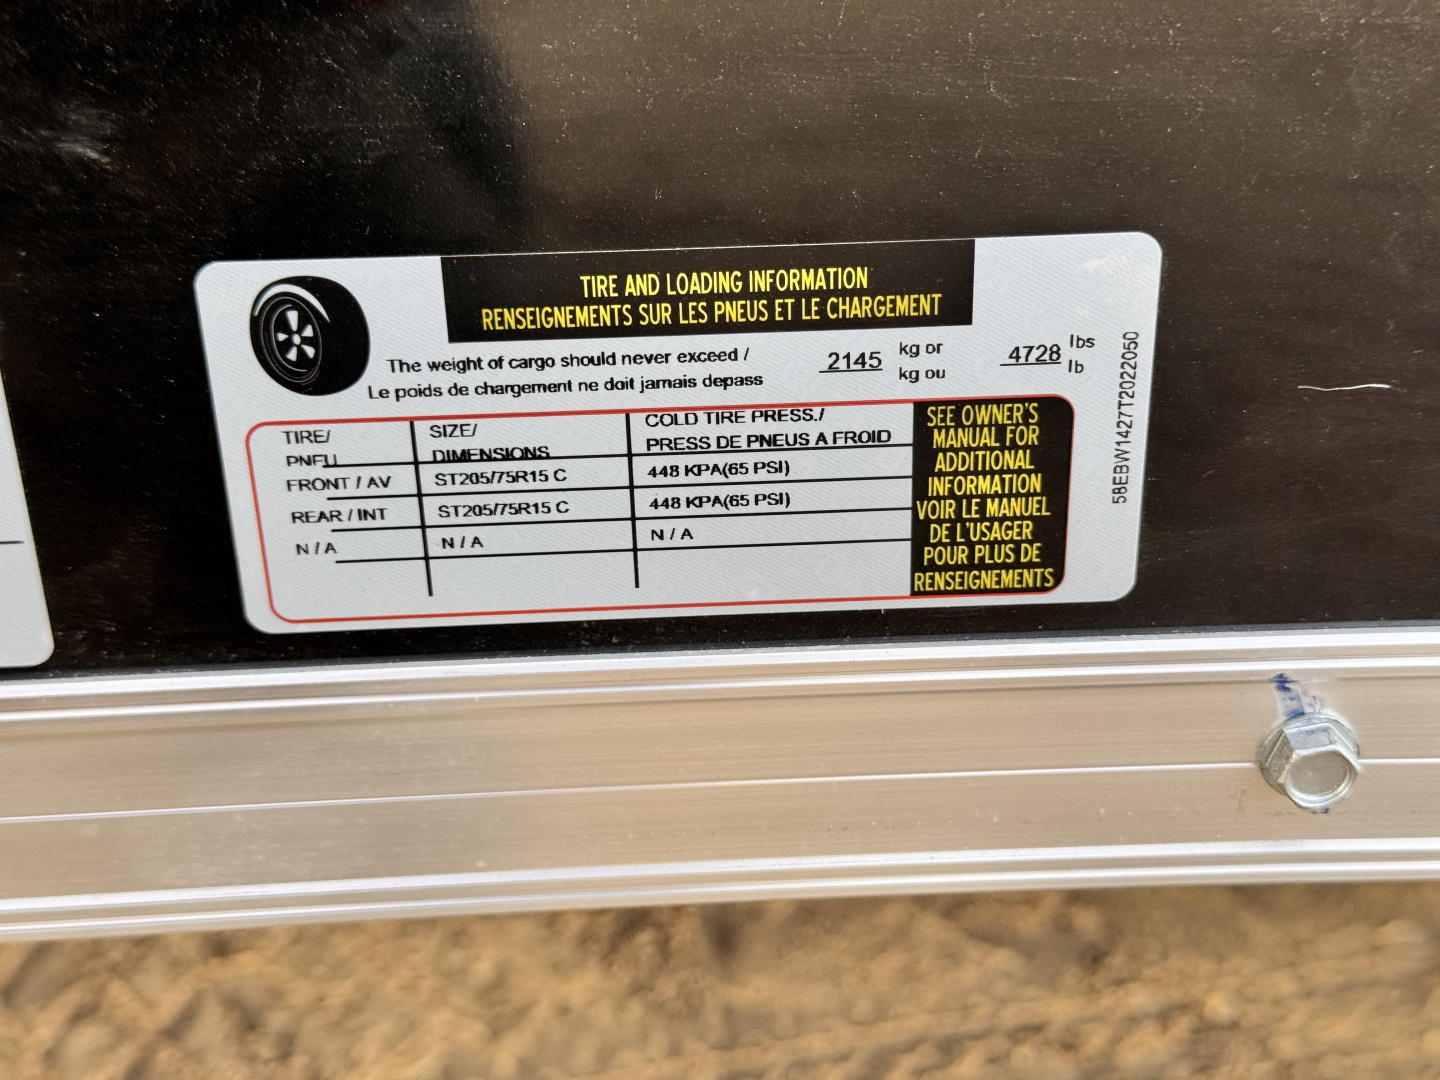 TIRE AND LOADING INFORMATION
RENSEIGNEMENTS SUR LES PNEUS ET LE CHARGEMENT
The weight of cargo should never exceed /
Le poids de chargement ne doit jamais depass
2145 kg or
kg ou
4728 lbs
lb
TIRE/
PNEU
SIZE/
DIMENSIONS
COLD TIRE PRESS./
PRESS DE PNEUS A FROID
FRONT / AV ST205/75R15 C 448 KPA(65 PSI)
REAR / INT ST205/75R15 C 448 KPA(65 PSI)
N / A N / A N / A
SEE OWNER'S
MANUAL FOR
ADDITIONAL
INFORMATION
VOIR LE MANUEL
DE L'USAGER
POUR PLUS DE
RENSEIGNEMENTS
58EBW1427T2022050